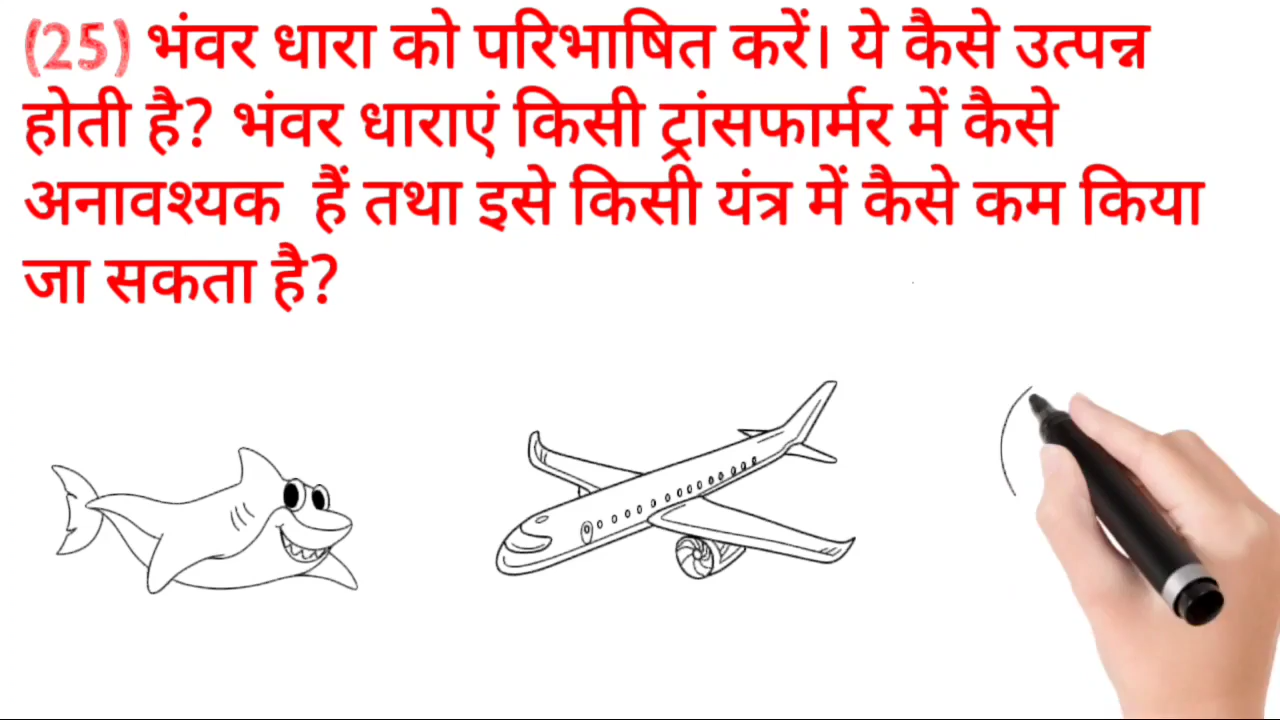 (25) भंवर धारा को परिभाषित करें। ये कैसे उत्पन्न
होती है? भंवर धाराएं किसी ट्रांसफार्मर में कैसे
अनावश्यक हैं तथा इसे किसी यंत्र में कैसे कम किया
जा सकता है?